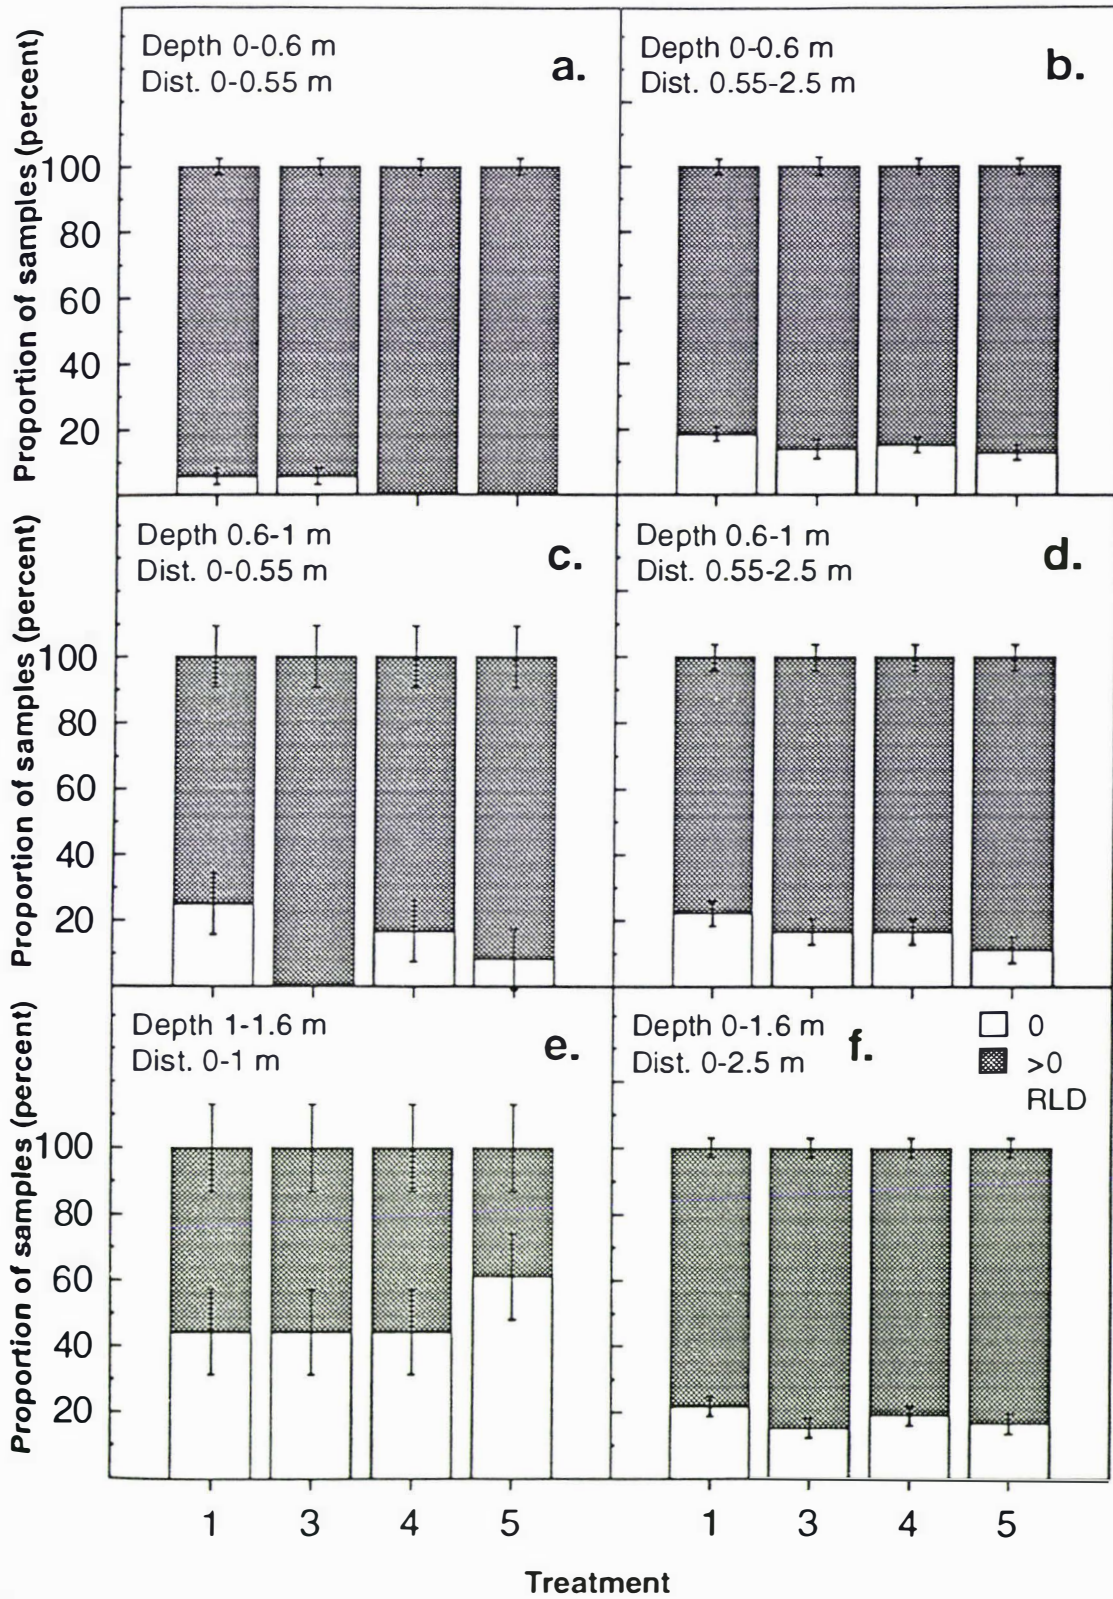 Proportion of samples (percent)
Depth 0-0.6 m
Dist. 0-0.55 m
a.
100
80
60
40
20
Depth 0-0.6 m
Dist. 0.55-2.5 m
b.
Proportion of samples (percent)
Depth 0.6-1 m
Dist. 0-0.55 m
c.
100
80
60
40
20
Depth 0.6-1 m
Dist. 0.55-2.5 m
d.
Proportion of samples (percent)
Depth 1-1.6 m
Dist. 0-1 m
e.
100
80
60
40
20
Depth 0-1.6 m
Dist. 0-2.5 m
f.
0
>0
RLD
1 3 4 5
1 3 4 5
Treatment